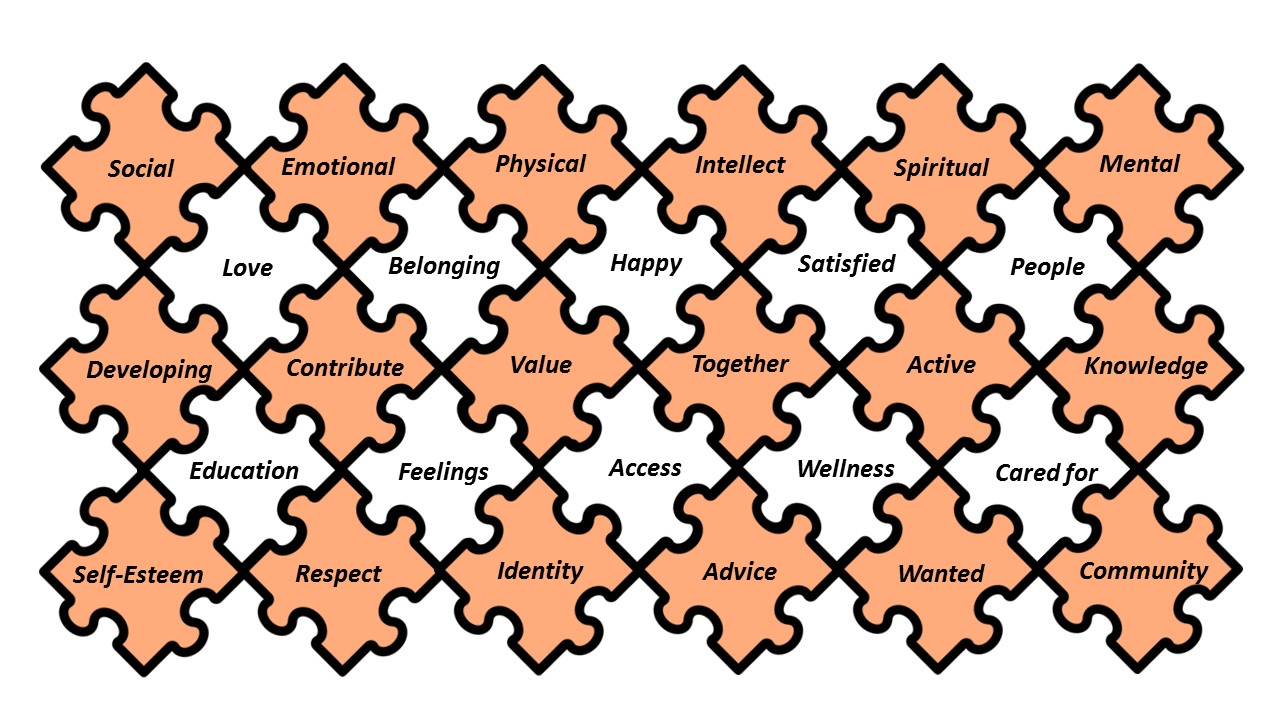 Social Emotional Physical Intellect Spiritual Mental
Love Belonging Happy Satisfied People
Developing Contribute Value Together Active Knowledge
Education Feelings Access Wellness Cared for
Self-Esteem Respect Identity Advice Wanted Community